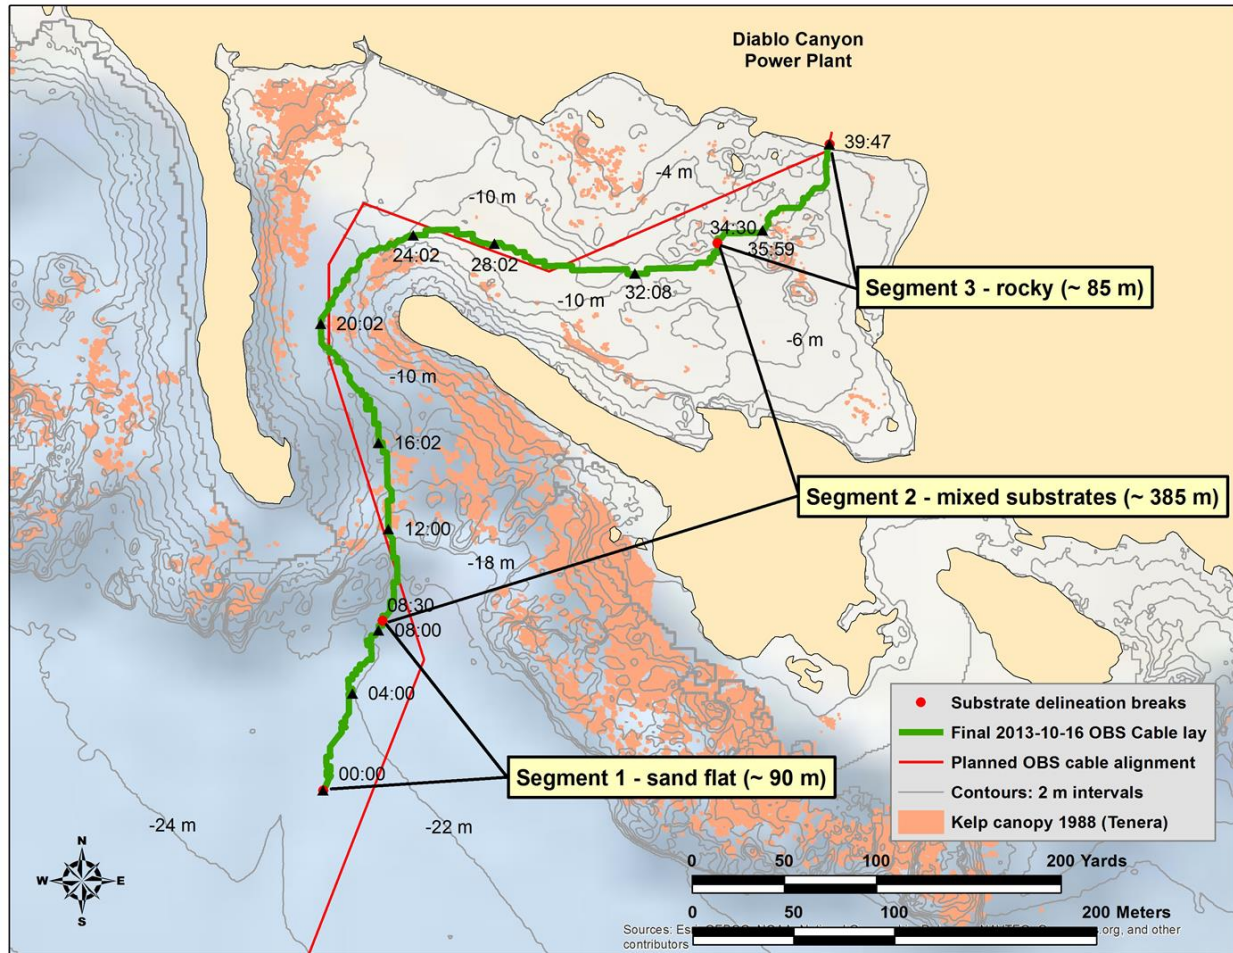 Diablo Canyon
Power Plant
39:47
-4 m
-10 m
34:30
35:59
24:02
28:02
32:08
-10 m
Segment 3 - rocky (~ 85 m)
20:02
-6 m
-10 m
16:02
Segment 2 - mixed substrates (~ 385 m)
12:00
-18 m
08:30
08:00
04:00
00:00
Segment 1 - sand flat (~ 90 m)
-24 m
-22 m
Substrate delineation breaks
Final 2013-10-16 OBS Cable lay
Planned OBS cable alignment
Contours: 2 m intervals
Kelp canopy 1988 (Tenera)
N
W E
S
0 100 200 Yards
0 50 100 200 Meters
Sources: and other
contributors